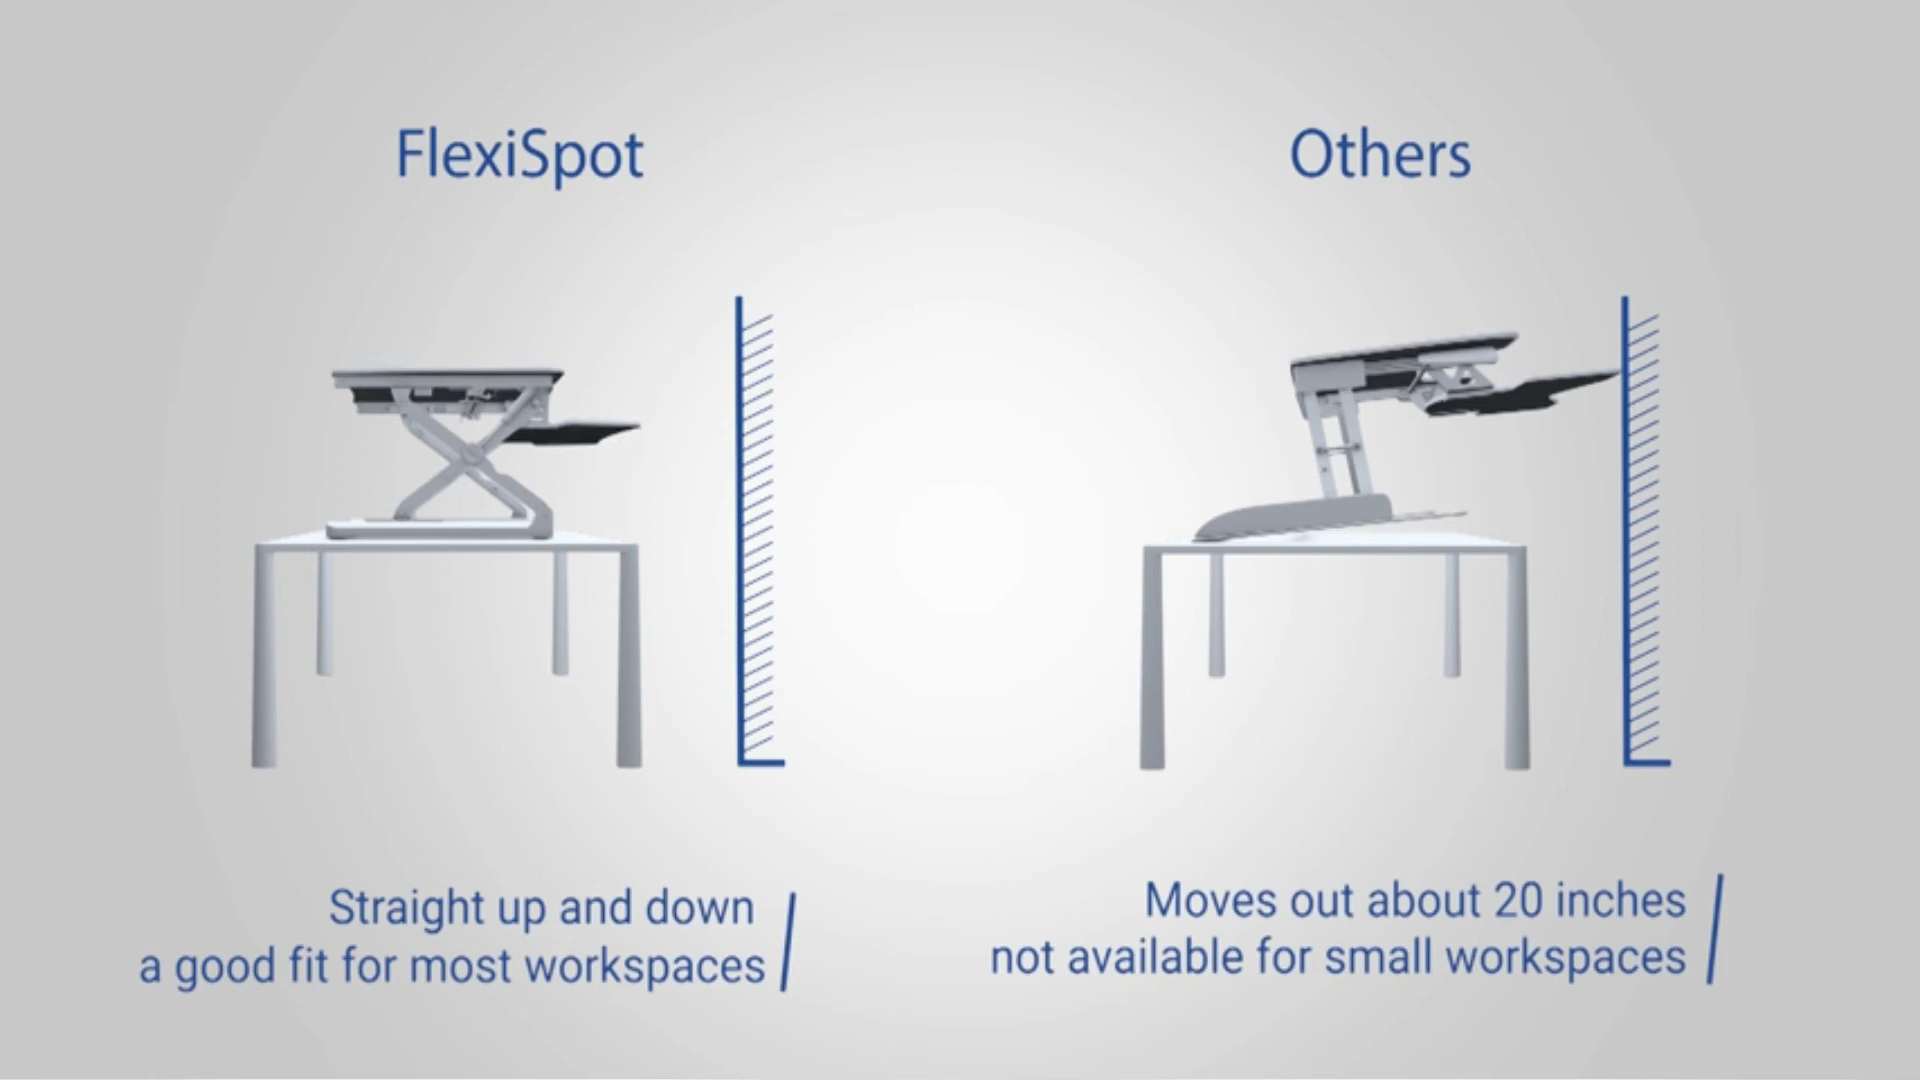 FlexiSpot
Straight up and down
a good fit for most workspaces
Others
Moves out about 20 inches
not available for small workspaces